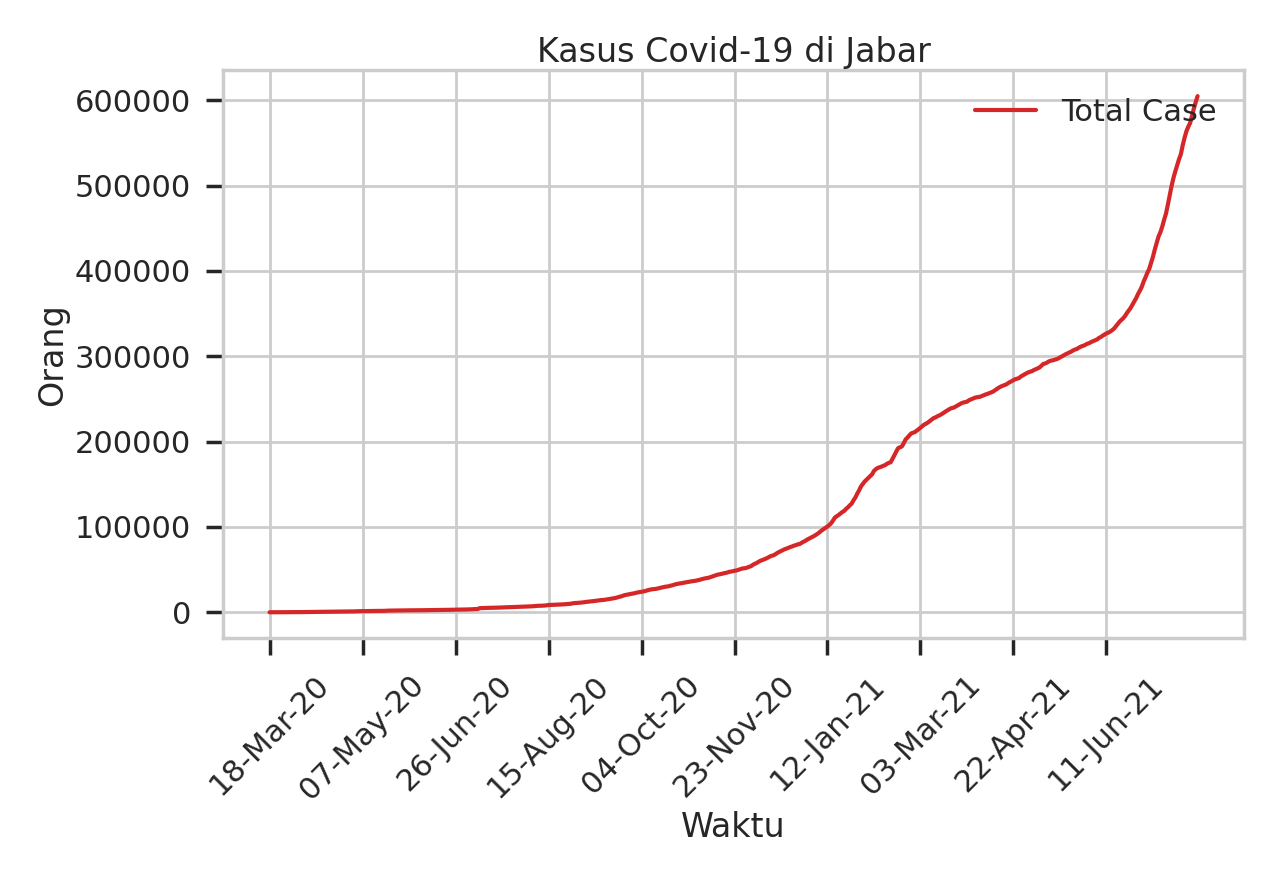 Kasus Covid-19 di Jabar
Total Case
Orang
600000
500000
400000
300000
200000
100000
0
18-Mar-20
07-May-20
26-Jun-20
15-Aug-20
04-Oct-20
23-Nov-20
12-Jan-21
03-Mar-21
22-Apr-21
11-Jun-21
Waktu